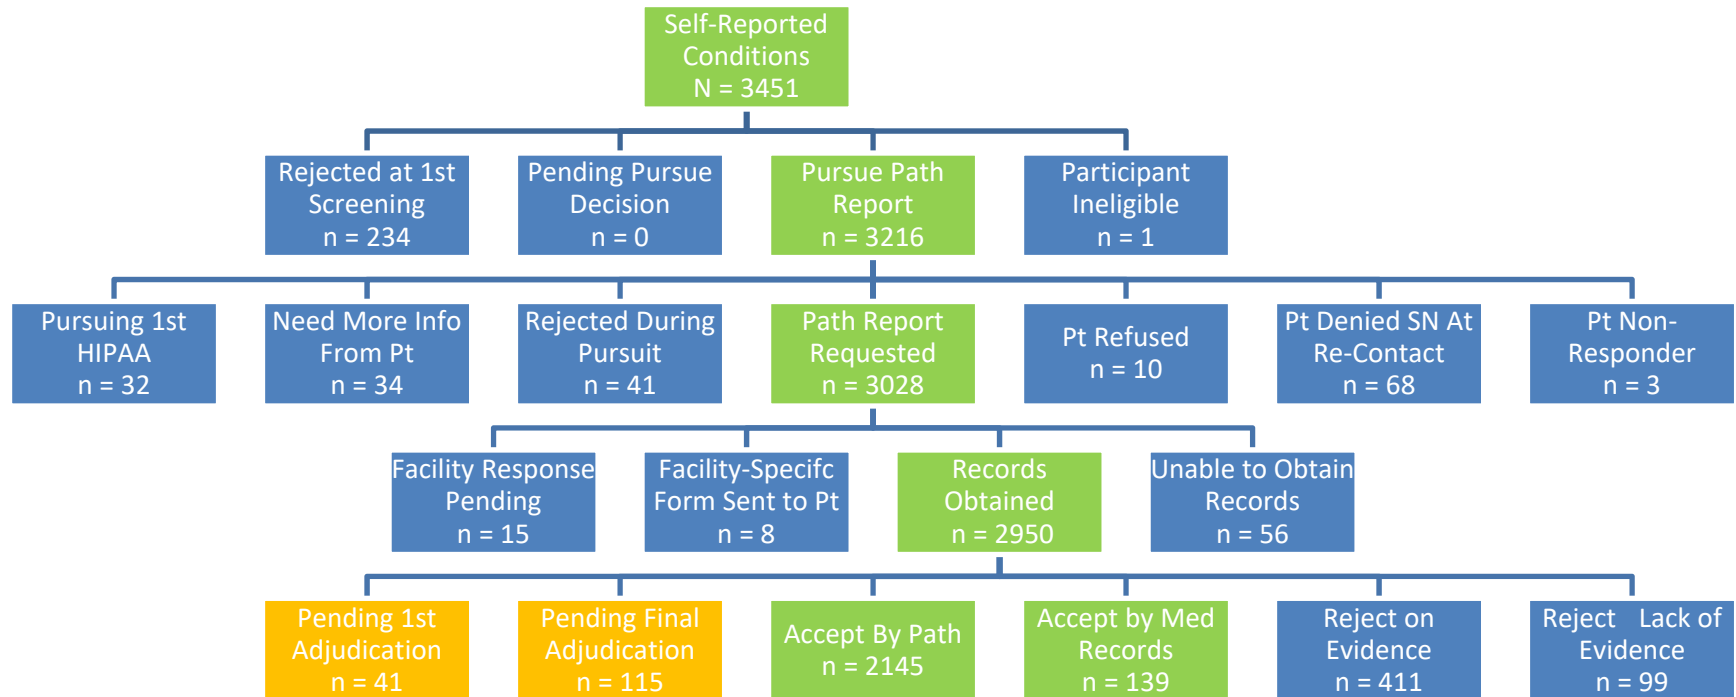 Self-Reported
Conditions
N = 3451
Rejected at 1st
Screening
n = 234
Pending Pursue
Decision
n = 0
Pursue Path
Report
n = 3216
Participant
Ineligible
n = 1
Pursuing 1st
HIPAA
n = 32
Need More Info
From Pt
n = 34
Rejected During
Pursuit
n = 41
Path Report
Requested
n = 3028
Pt Refused
n = 10
Pt Denied SN At
Re-Contact
n = 68
Pt Non-
Responder
n = 3
Facility Response
Pending
n = 15
Facility-Specifc
Form Sent to Pt
n = 8
Records
Obtained
n = 2950
Unable to Obtain
Records
n = 56
Pending 1st
Adjudication
n = 41
Pending Final
Adjudication
n = 115
Accept By Path
n = 2145
Accept by Med
Records
n = 139
Reject on
Evidence
n = 411
Reject Lack of
Evidence
n = 99